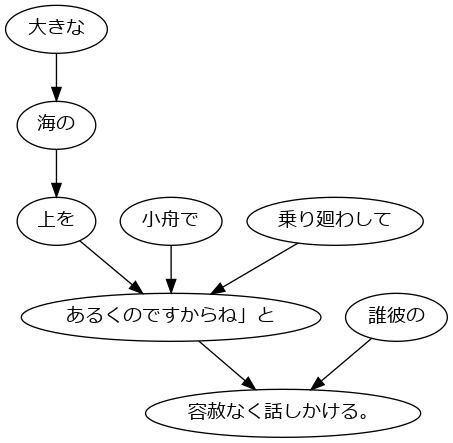 大きな
海の
上を
小舟で
乗り廻わして
あるくのですからね」と
誰彼の
容赦なく話しかける。